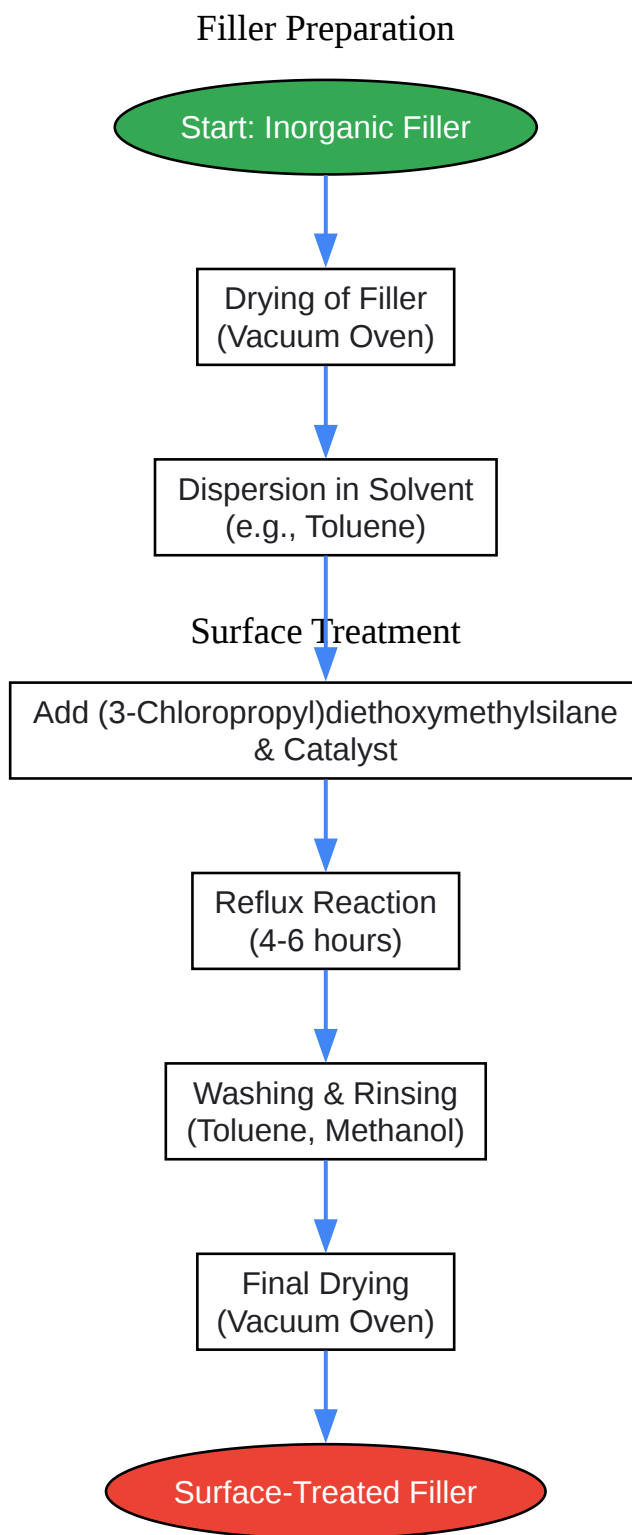 Filler Preparation
Start: Inorganic Filler
Drying of Filler
(Vacuum Oven)
Dispersion in Solvent
(e.g., Toluene)
Surface Treatment
Add (3-Chloropropyl)diethoxymethylsilane
& Catalyst
Reflux Reaction
(4-6 hours)
Washing & Rinsing
(Toluene, Methanol)
Final Drying
(Vacuum Oven)
Surface-Treated Filler